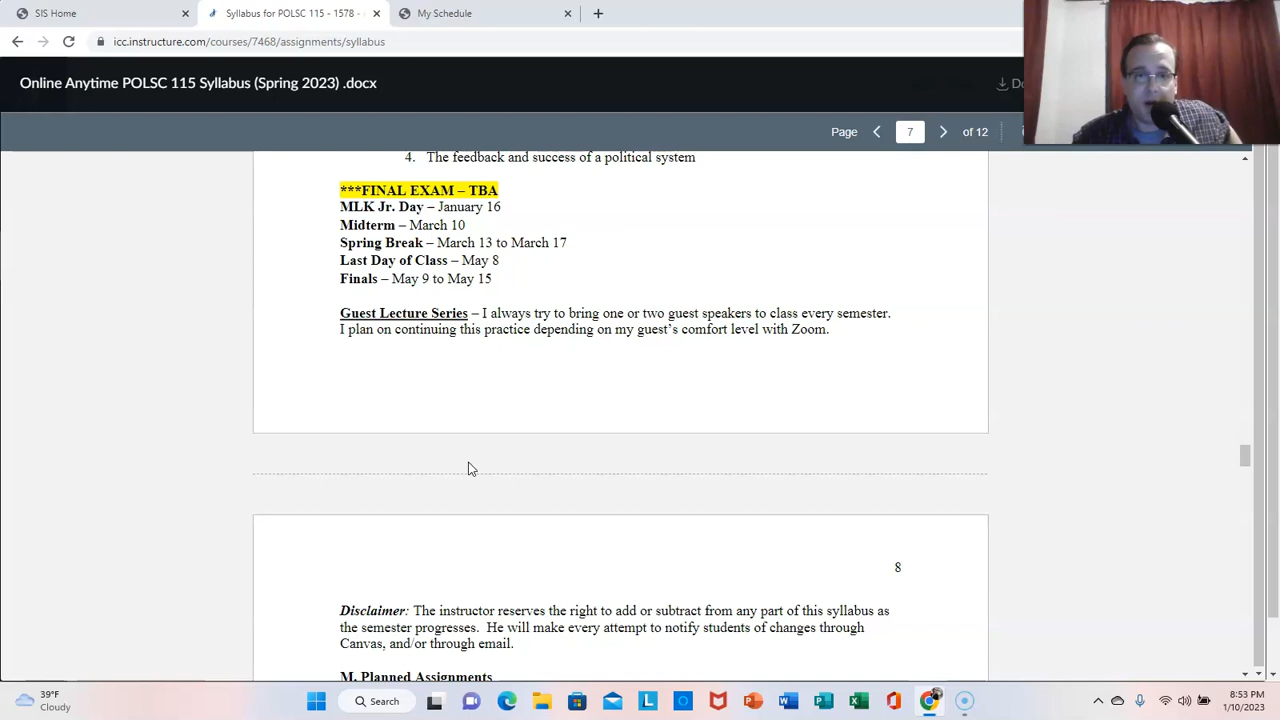 SIS Home
Syllabus for POLSC 115 - 1578 -
My Schedule
icc.instructure.com/courses/7468/assignments/syllabus
Online Anytime POLSC 115 Syllabus (Spring 2023) .docx
Page 7 of 12
4. The feedback and success of a political system
***FINAL EXAM – TBA
MLK Jr. Day – January 16
Midterm – March 10
Spring Break – March 13 to March 17
Last Day of Class – May 8
Finals – May 9 to May 15
Guest Lecture Series – I always try to bring one or two guest speakers to class every semester.
I plan on continuing this practice depending on my guest’s comfort level with Zoom.
8
Disclaimer: The instructor reserves the right to add or subtract from any part of this syllabus as
the semester progresses. He will make every attempt to notify students of changes through
Canvas, and/or through email.
M. Planned Assignments
39°F
Cloudy
Search
8:53 PM
1/10/2023